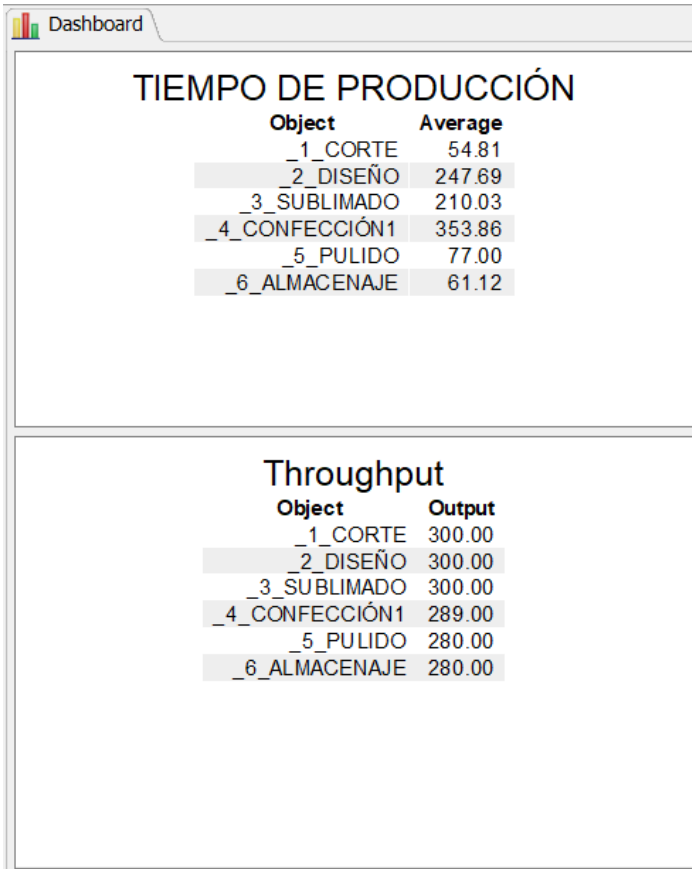 Dashboard
TIEMPO DE PRODUCCIÓN
Object Average
_1_CORTE 54.81
_2_DISEÑO 247.69
_3_SUBLIMADO 210.03
_4_CONFECCIÓN1 353.86
_5_PULIDO 77.00
_6_ALMACENAJE 61.12
Throughput
Object Output
_1_CORTE 300.00
_2_DISEÑO 300.00
_3_SUBLIMADO 300.00
_4_CONFECCIÓN1 289.00
_5_PULIDO 280.00
_6_ALMACENAJE 280.00